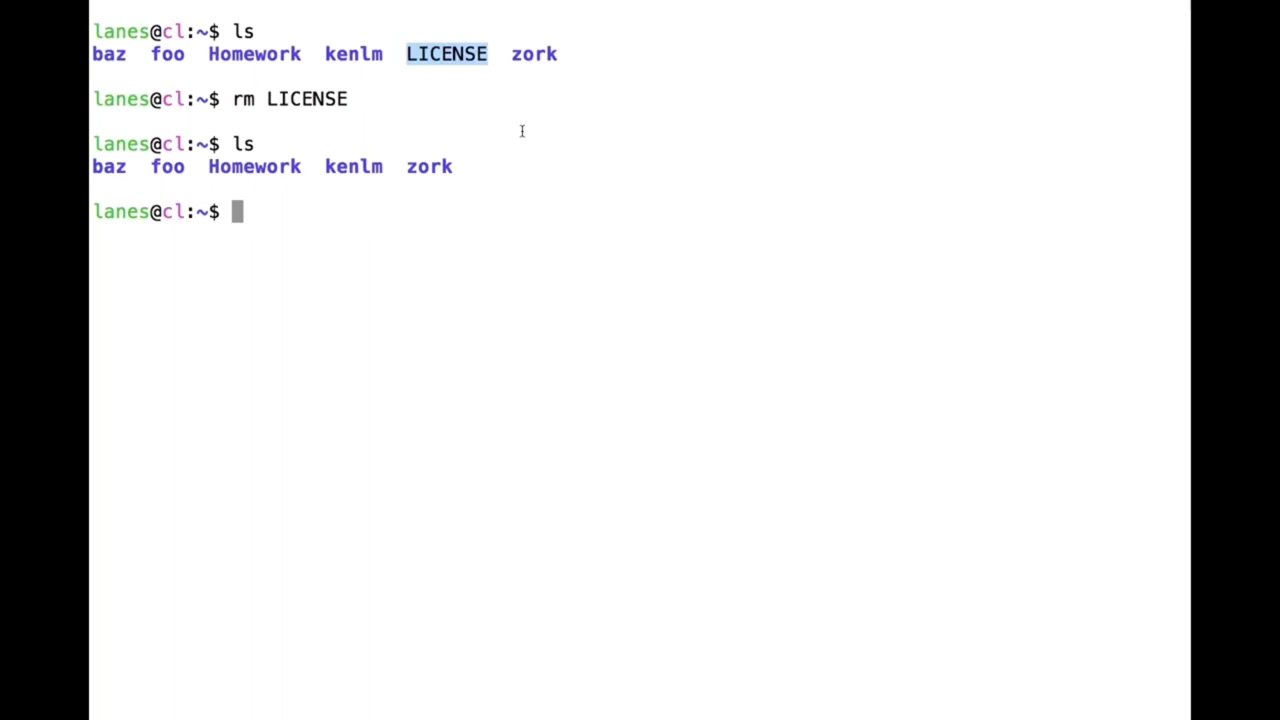 lanes@cl:~$ ls
baz foo Homework kenlm LICENSE zork
lanes@cl:~$ rm LICENSE
lanes@cl:~$ ls
baz foo Homework kenlm zork
lanes@cl:~$